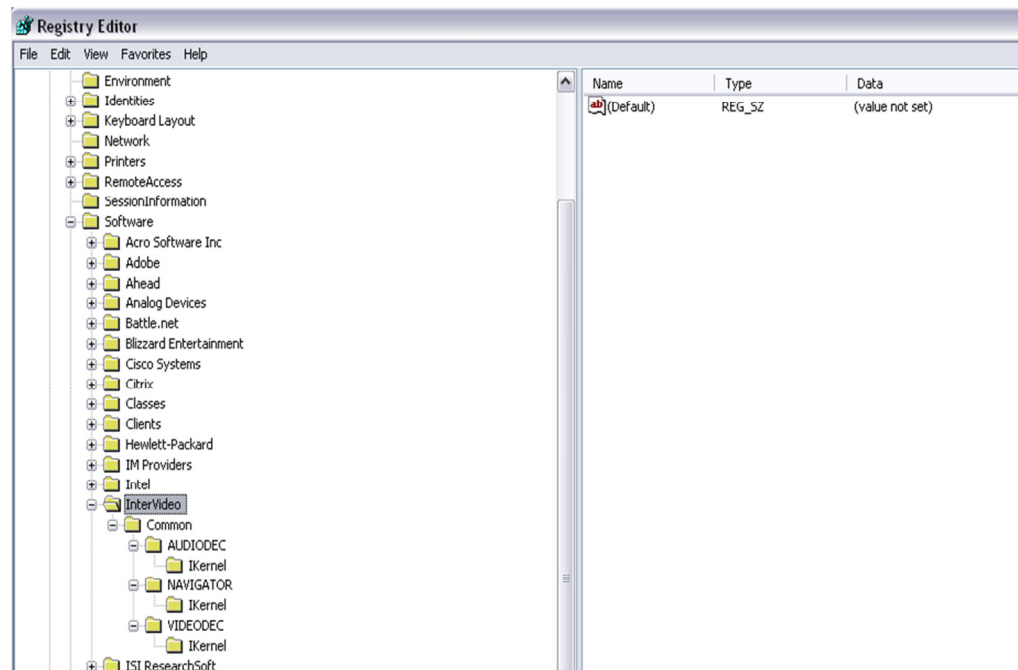 Registry Editor
File Edit View Favorites Help
Environment
Identities
Keyboard Layout
Network
Printers
RemoteAccess
SessionInformation
Software
Acro Software Inc
Adobe
Ahead
Analog Devices
Battle.net
Blizzard Entertainment
Cisco Systems
Citrix
Classes
Clients
Hewlett-Packard
IM Providers
Intel
InterVideo
Common
AUDIODEC
IKernel
NAVIGATOR
IKernel
VIDEODEC
IKernel
ISI ResearchSoft
Name Type Data
ab (Default) REG_SZ (value not set)